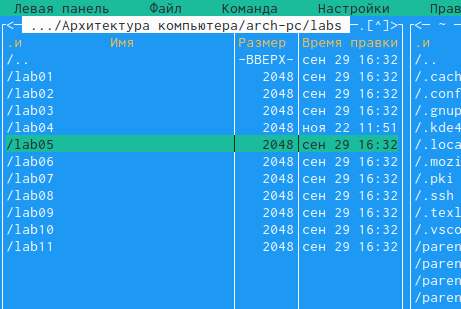 Левая панель Файл Команда Настройки Прав
<— .../Архитектура компьютера/arch-pc/labs —.[^]> <— ~ —
.и Имя Размер Время правки .и
/.. -ВВЕРХ- сен 29 16:32 /..
/lab01 2048 сен 29 16:32 /.cach
/lab02 2048 сен 29 16:32 /.conf
/lab03 2048 сен 29 16:32 /.gnup
/lab04 2048 ноя 22 11:51 /.kde4
/lab05 2048 сен 29 16:32 /.loca
/lab06 2048 сен 29 16:32 /.mozi
/lab07 2048 сен 29 16:32 /.pki
/lab08 2048 сен 29 16:32 /.ssh
/lab09 2048 сен 29 16:32 /.texl
/lab10 2048 сен 29 16:32 /.vsco
/lab11 2048 сен 29 16:32 /paren
/paren
/paren
/paren